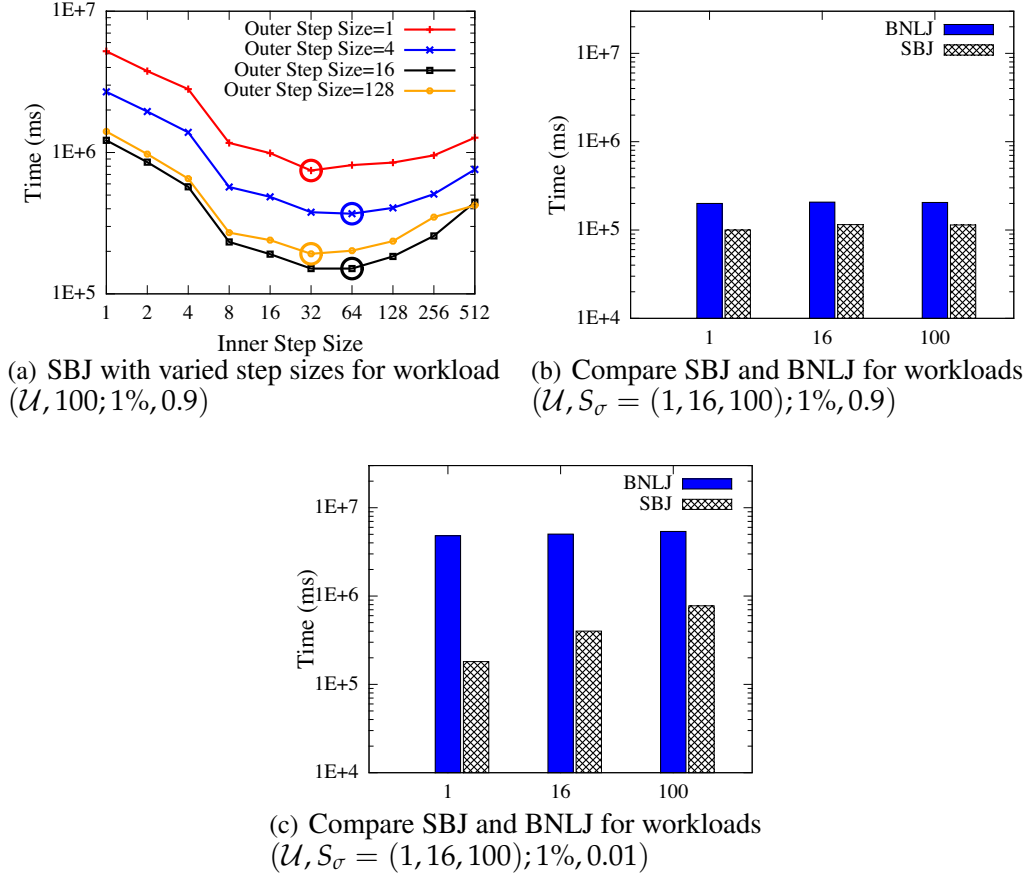 1E+7
1E+6
1E+5
Time (ms)
Outer Step Size=1
Outer Step Size=4
Outer Step Size=16
Outer Step Size=128
1 2 4 8 16 32 64 128 256 512
Inner Step Size
(a) SBJ with varied step sizes for workload
(𝒰, 100; 1%, 0.9)
1E+7
1E+6
1E+5
1E+4
Time (ms)
BNLJ
SBJ
1 16 100
(b) Compare SBJ and BNLJ for workloads
(𝒰, S_σ = (1, 16, 100); 1%, 0.9)
1E+7
1E+6
1E+5
1E+4
Time (ms)
BNLJ
SBJ
1 16 100
(c) Compare SBJ and BNLJ for workloads
(𝒰, S_σ = (1, 16, 100); 1%, 0.01)